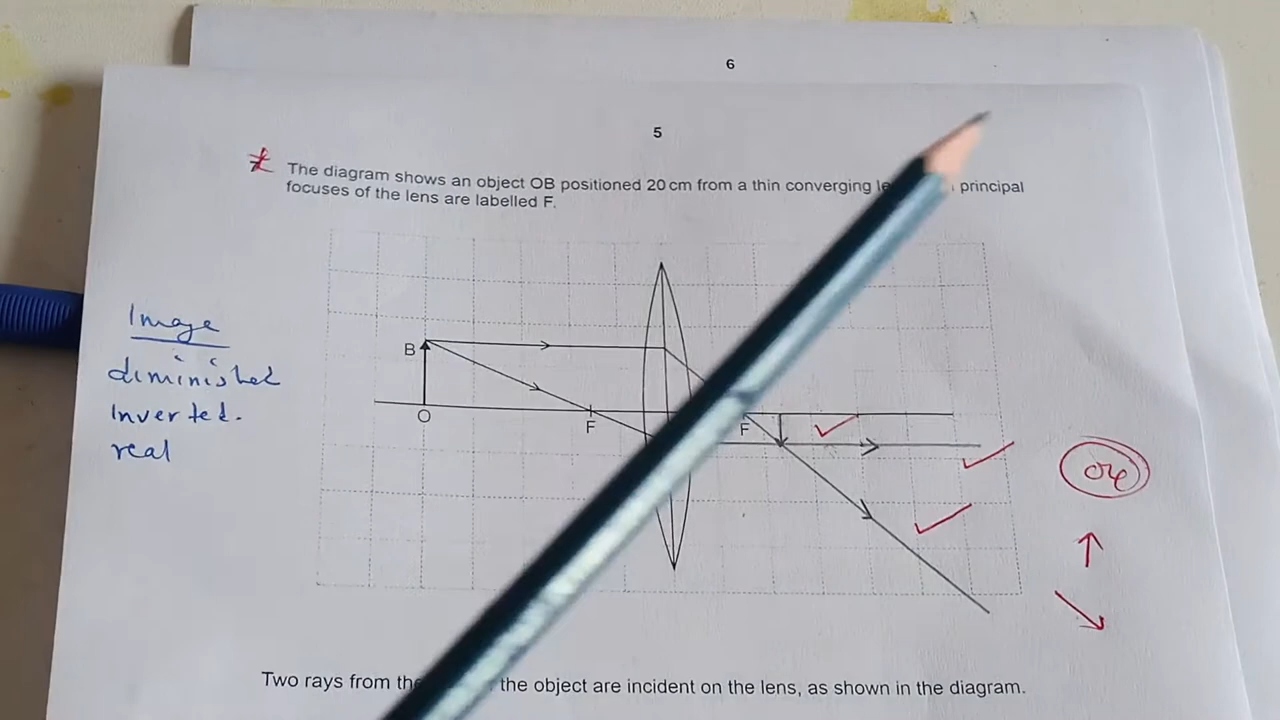 6
5
The diagram shows an object OB positioned 20 cm from a thin converging principal
focuses of the lens are labelled F.
Image
diminished
Inverted.
real
B
O
F
F
Two rays from the object are incident on the lens, as shown in the diagram.